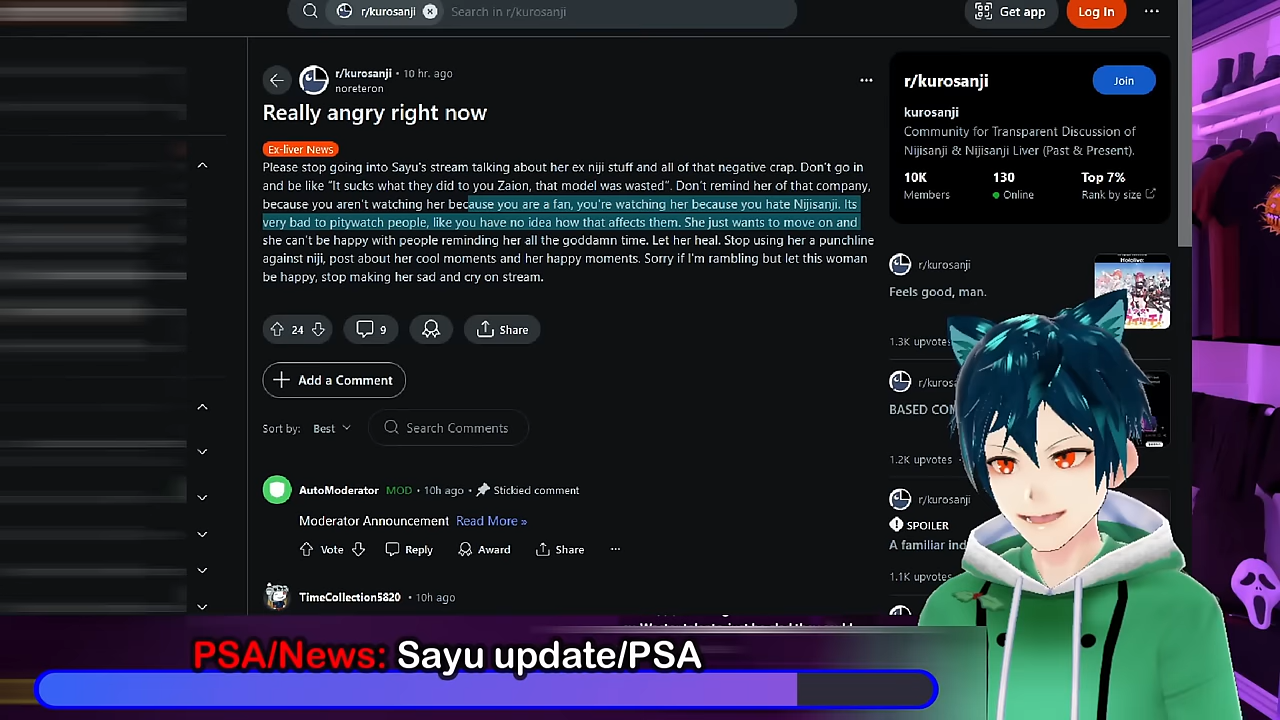 r/kurosanji
Search in r/kurosanji
Get app
Log In
r/kurosanji • 10 hr. ago
noreteron
Really angry right now
Ex-liver News
Please stop going into Sayu's stream talking about her ex niji stuff and all of that negative crap. Don't go in
and be like "It sucks what they did to you Zaion, that model was wasted". Don't remind her of that company,
because you aren't watching her because you are a fan, you're watching her because you hate Nijisanji. Its
very bad to pitywatch people, like you have no idea how that affects them. She just wants to move on and
she can't be happy with people reminding her all the goddamn time. Let her heal. Stop using her a punchline
against niji, post about her cool moments and her happy moments. Sorry if I'm rambling but let this woman
be happy, stop making her sad and cry on stream.
24
9
Share
Add a Comment
Sort by:
Best
Search Comments
AutoModerator MOD • 10h ago • Stickied comment
Moderator Announcement Read More »
Vote
Reply
Award
Share
TimeCollection5820 • 10h ago
r/kurosanji
Join
kurosanji
Community for Transparent Discussion of
Nijisanji & Nijisanji Liver (Past & Present).
10K
130
Top 7%
Members
Online
Rank by size
r/kurosanji
Feels good, man.
1.3K upvotes
BASED
1.2K upvotes
r/kurosanji
SPOILER
A familiar
1.1K upvotes
PSA/News: Sayu update/PSA